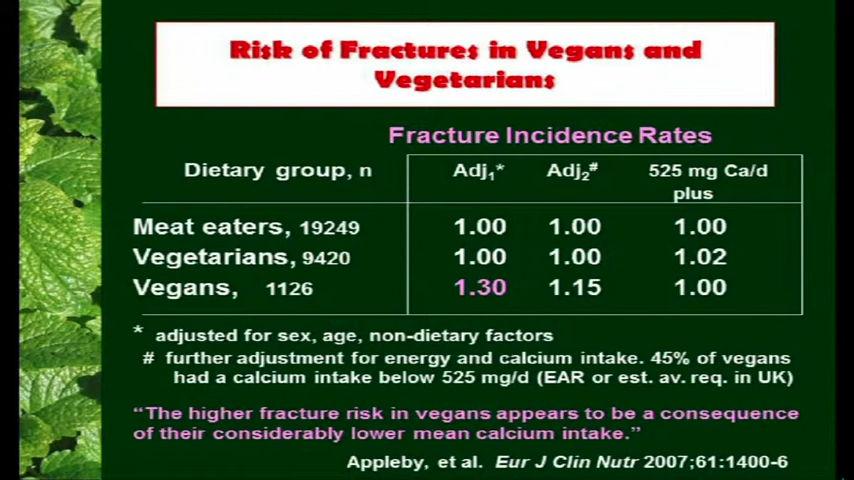 Risk of Fractures in Vegans and
Vegetarians
Fracture Incidence Rates
Dietary group, n Adj1* Adj2# 525 mg Ca/d
plus
Meat eaters, 19249 1.00 1.00 1.00
Vegetarians, 9420 1.00 1.00 1.02
Vegans, 1126 1.30 1.15 1.00
* adjusted for sex, age, non-dietary factors
# further adjustment for energy and calcium intake. 45% of vegans
had a calcium intake below 525 mg/d (EAR or est. av. req. in UK)
“The higher fracture risk in vegans appears to be a consequence
of their considerably lower mean calcium intake.”
Appleby, et al. Eur J Clin Nutr 2007;61:1400-6